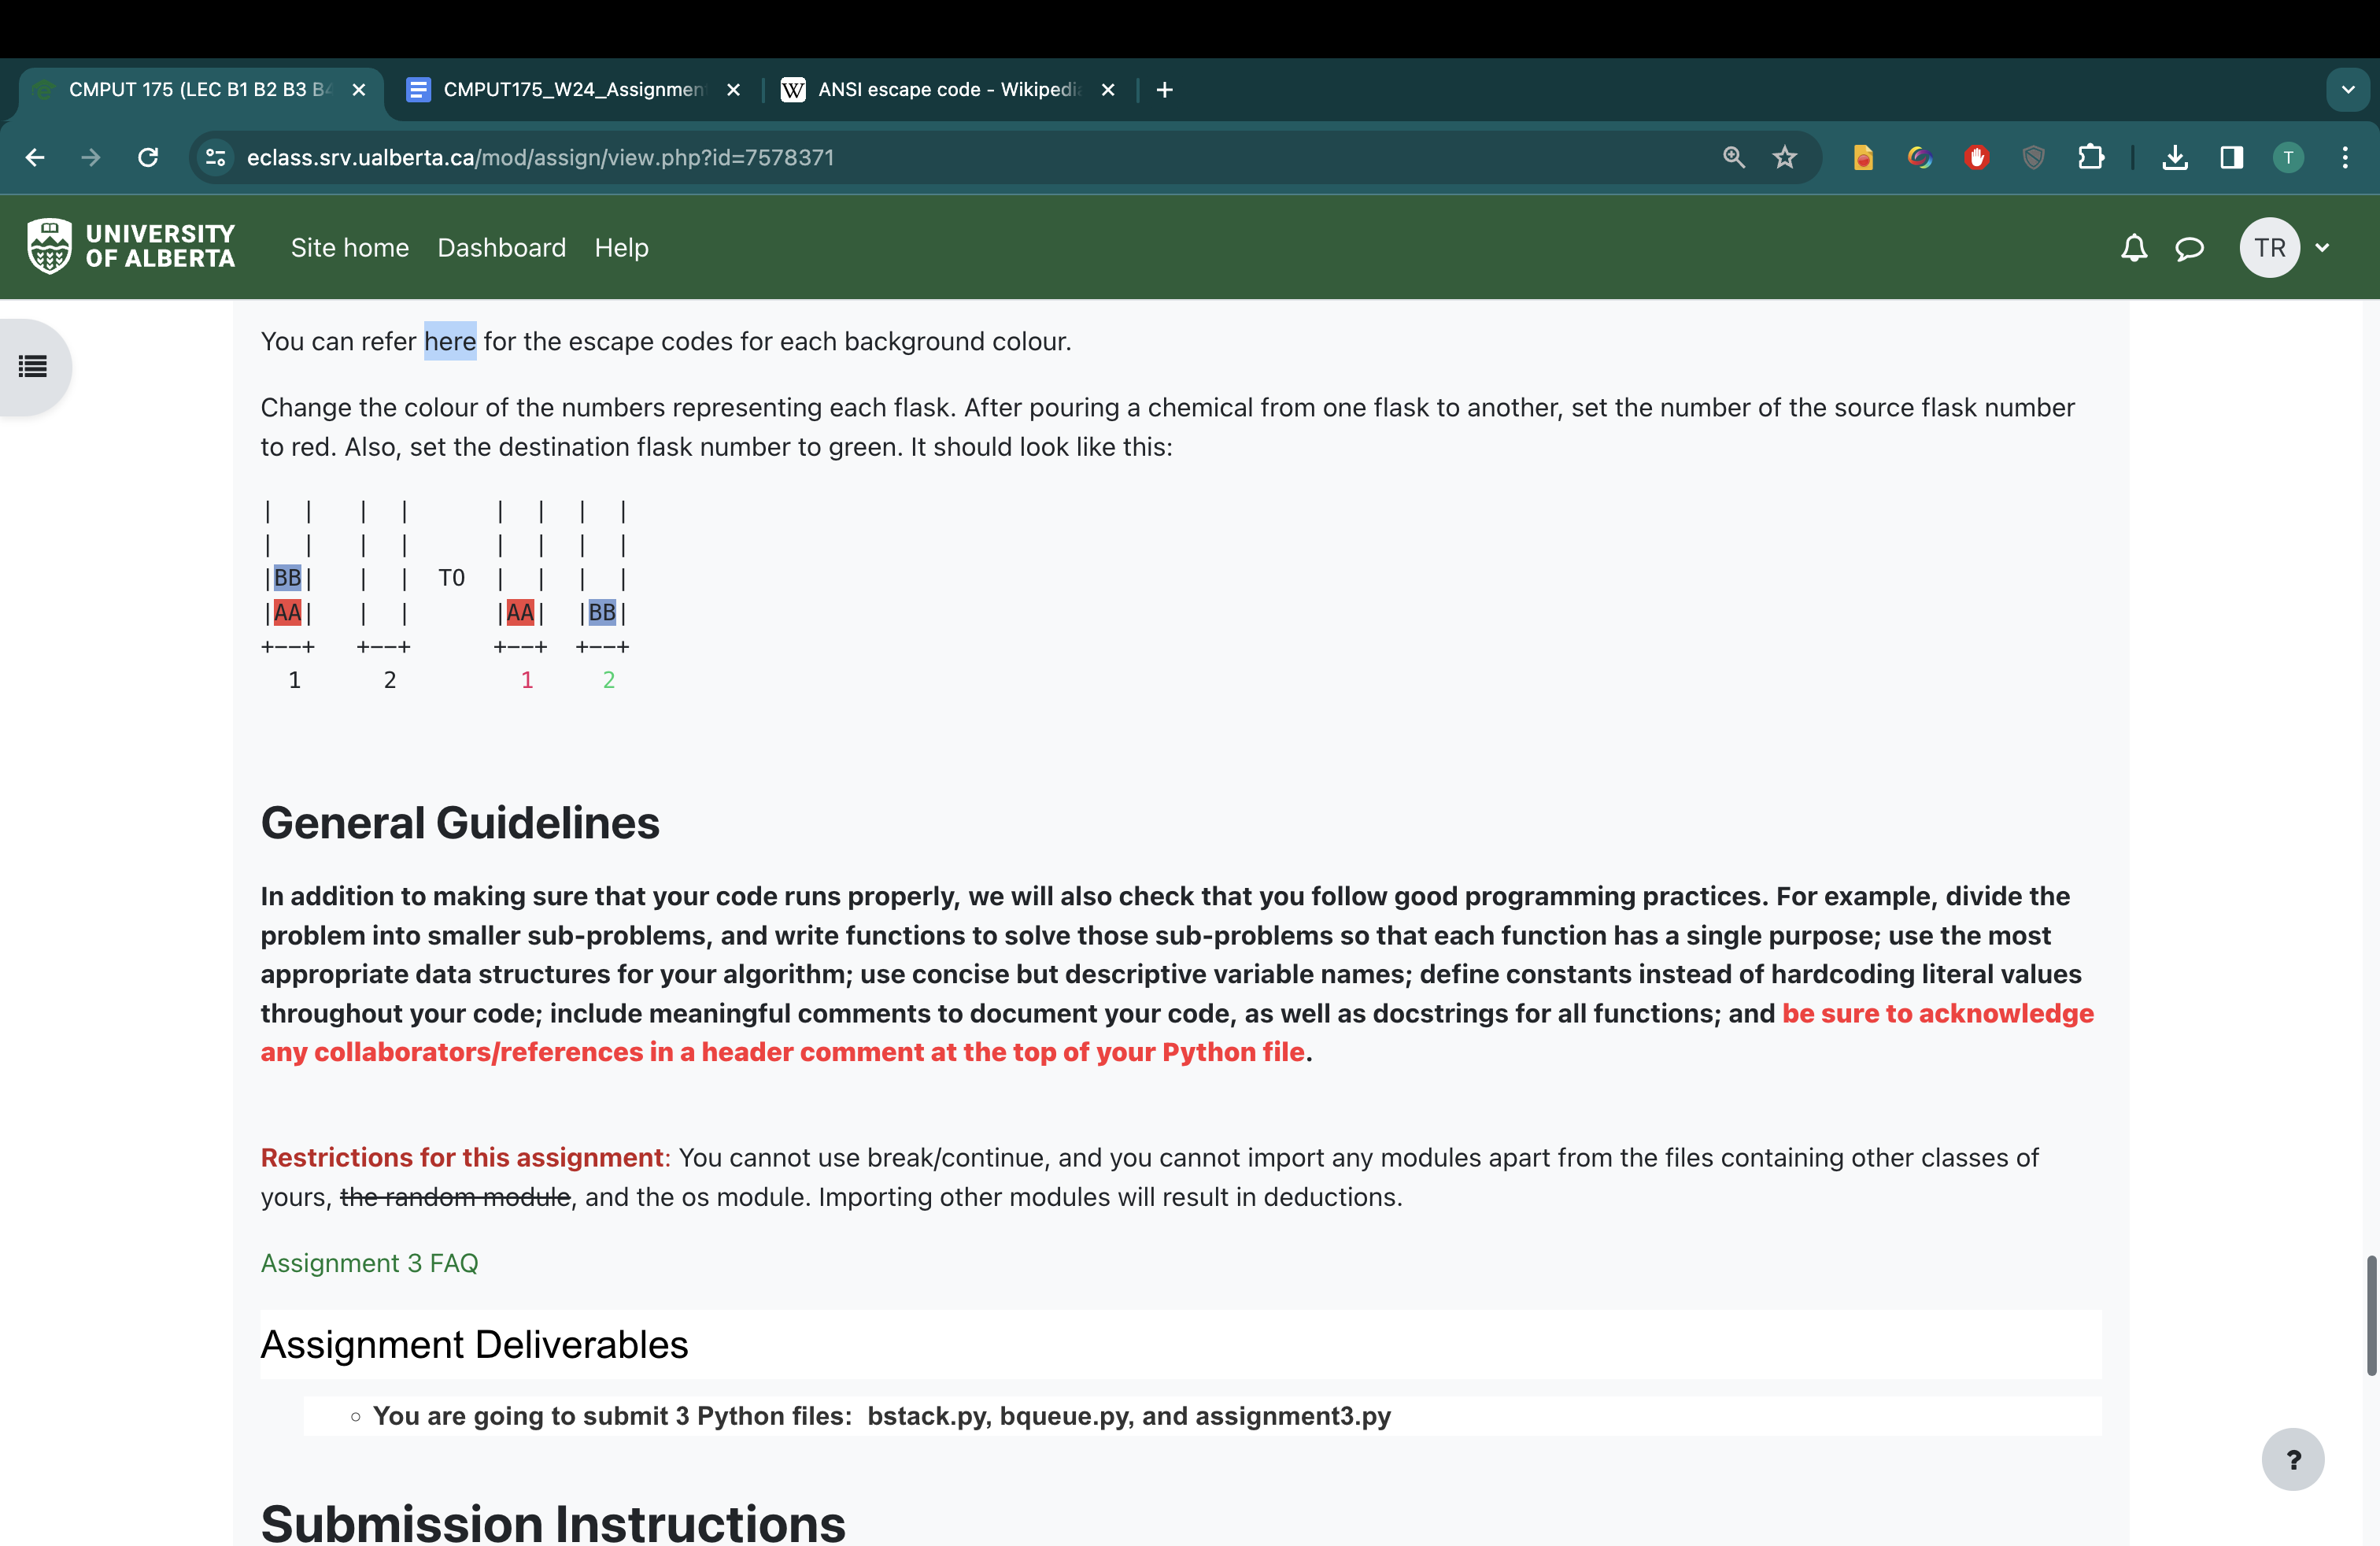 CMPUT 175 (LEC B1 B2 B3 B4
CMPUT175_W24_Assignmen
ANSI escape code - Wikipedia
eclass.srv.ualberta.ca/mod/assign/view.php?id=7578371
T
UNIVERSITY
OF ALBERTA
Site home Dashboard Help
TR
You can refer here for the escape codes for each background colour.
Change the colour of the numbers representing each flask. After pouring a chemical from one flask to another, set the number of the source flask number
to red. Also, set the destination flask number to green. It should look like this:
|  |   |  |      |  |  |  |
|  |   |  |      |  |  |  |
|BB|   |  |  TO  |  |  |  |
|AA|   |  |      |AA|  |BB|
+--+   +--+      +--+  +--+
1 2 1 2
General Guidelines
In addition to making sure that your code runs properly, we will also check that you follow good programming practices. For example, divide the
problem into smaller sub-problems, and write functions to solve those sub-problems so that each function has a single purpose; use the most
appropriate data structures for your algorithm; use concise but descriptive variable names; define constants instead of hardcoding literal values
throughout your code; include meaningful comments to document your code, as well as docstrings for all functions; and be sure to acknowledge
any collaborators/references in a header comment at the top of your Python file.
Restrictions for this assignment: You cannot use break/continue, and you cannot import any modules apart from the files containing other classes of
yours, the random module, and the os module. Importing other modules will result in deductions.
Assignment 3 FAQ
Assignment Deliverables
◦ You are going to submit 3 Python files: bstack.py, bqueue.py, and assignment3.py
?
Submission Instructions